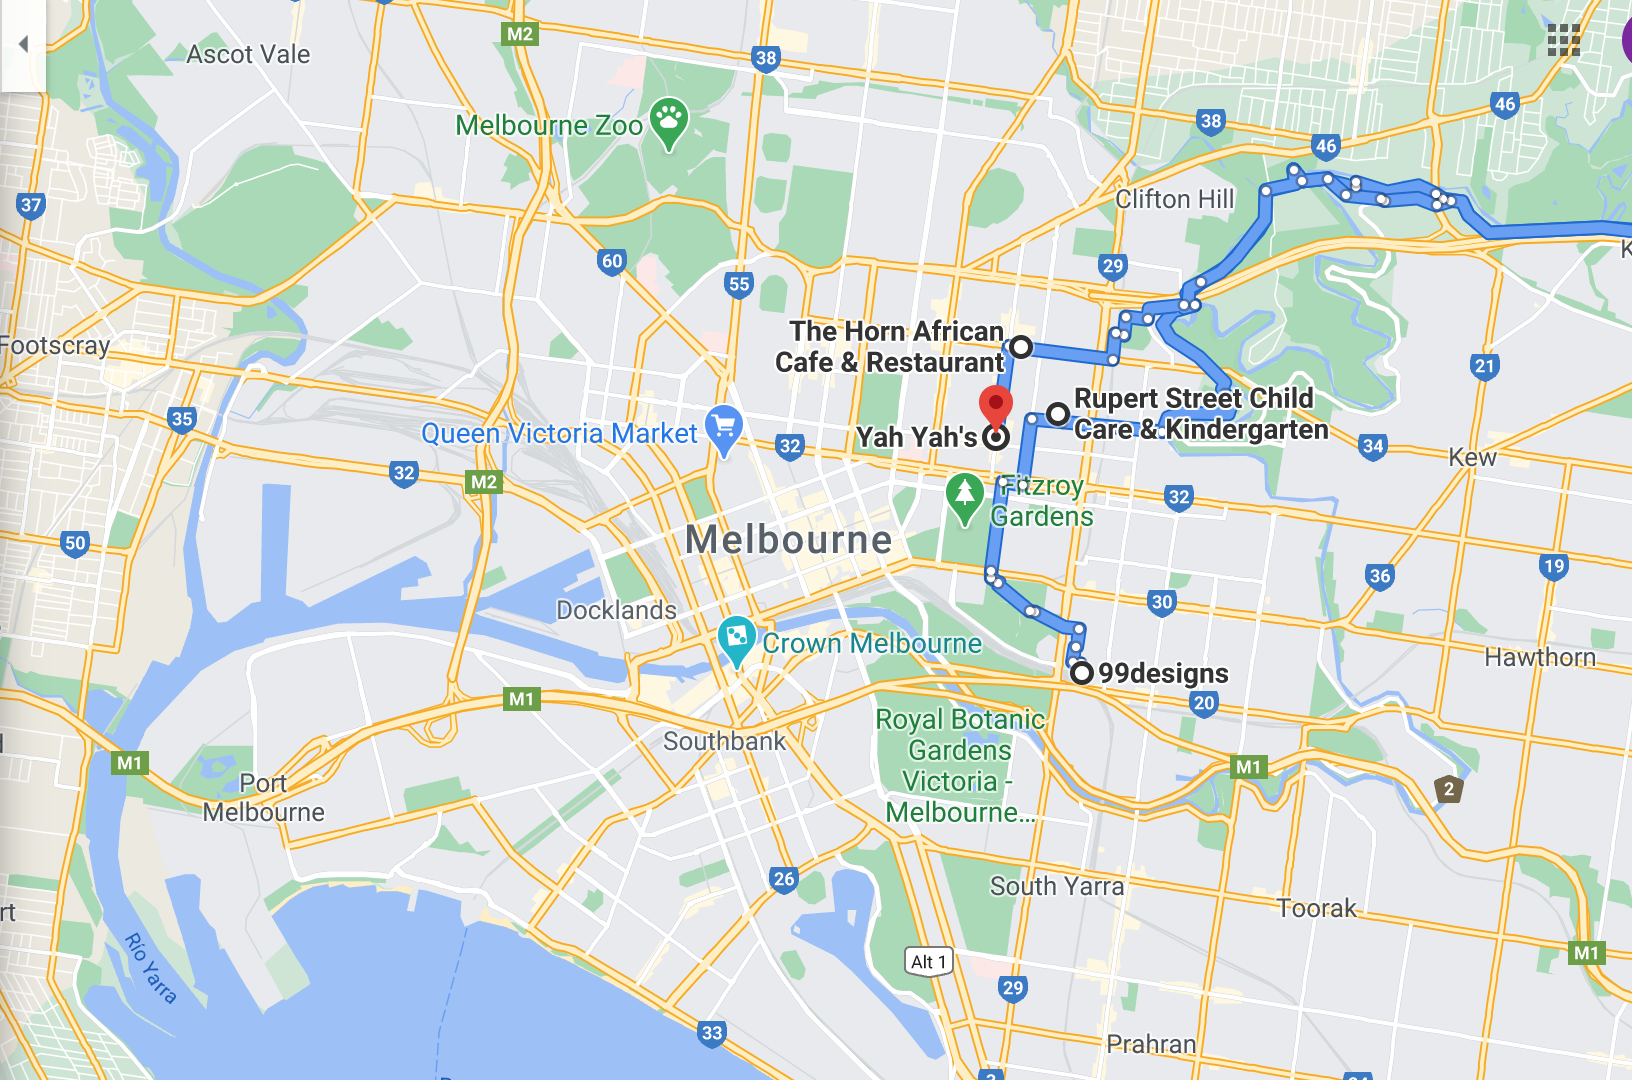 Ascot Vale
M2
38
46
Melbourne Zoo
38
46
37
Clifton Hill
60
29
55
The Horn African
Cafe & Restaurant
Footscray
21
Rupert Street Child
Care & Kindergarten
35
Queen Victoria Market
32
Yah Yah's
34
Kew
32
M2
Fitzroy
Gardens
32
50
Melbourne
19
36
Docklands
30
Crown Melbourne
Hawthorn
99designs
M1
20
Royal Botanic
Gardens
Victoria -
Melbourne...
Southbank
M1
M1
Port
Melbourne
2
26
South Yarra
Toorak
Río Yarra
Alt 1
M1
29
33
Prahran